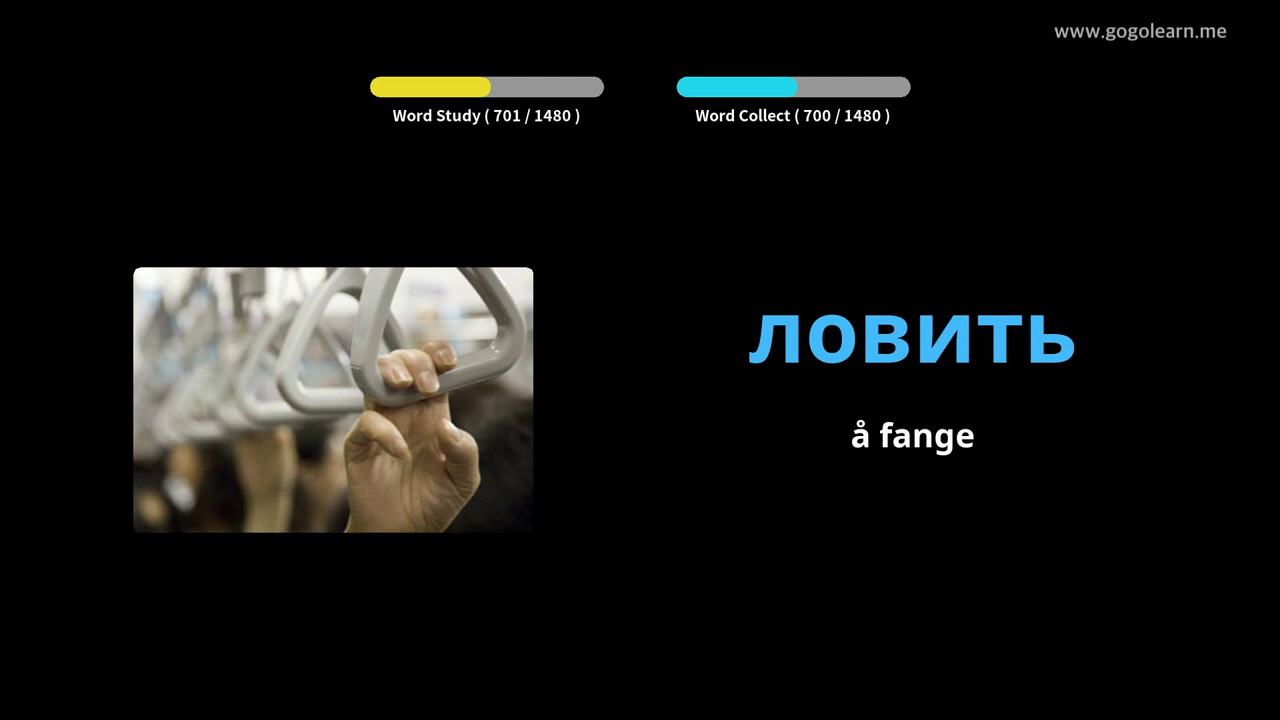 www.gogolearn.me
Word Study ( 701 / 1480 )
Word Collect ( 700 / 1480 )
ловить
å fange